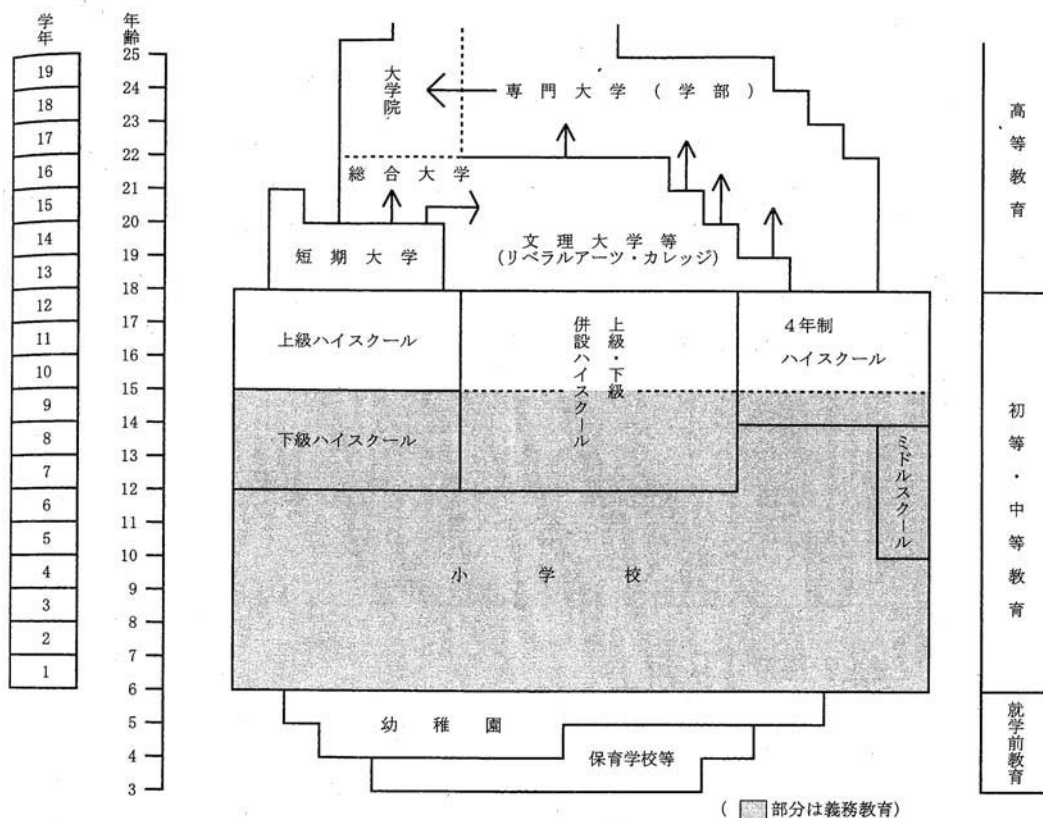 学年
年齢
19
18
17
16
15
14
13
12
11
10
9
8
7
6
5
4
3
2
1
25
24
23
22
21
20
19
18
17
16
15
14
13
12
11
10
9
8
7
6
5
4
3
大学院
専門大学(学部)
総合大学
短期大学
文理大学等
(リベラルアーツ・カレッジ)
上級ハイスクール
下級ハイスクール
上級・下級
併設ハイスクール
4年制
ハイスクール
ミドルスクール
小学校
幼稚園
保育学校等
高等教育
初等・中等教育
就学前教育
(部分は義務教育)